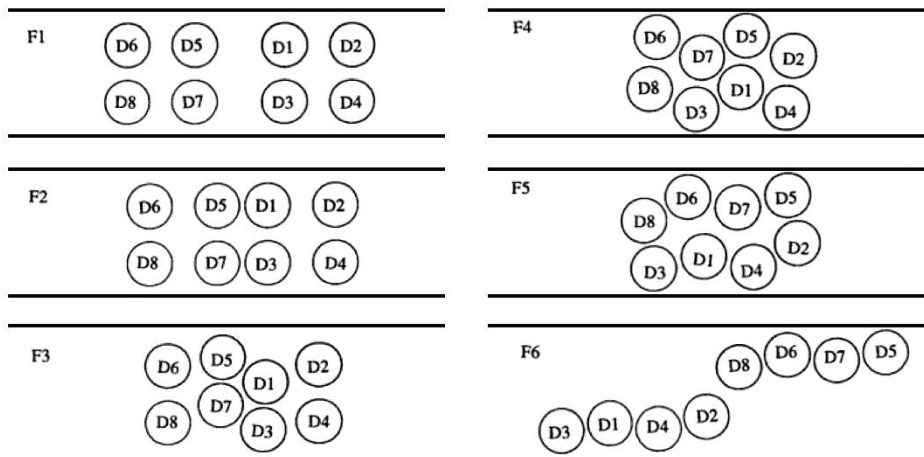 F1
D6 D5 D1 D2
D8 D7 D3 D4
F2
D6 D5 D1 D2
D8 D7 D3 D4
F3
D6 D5 D1 D2
D8 D7 D3 D4
F4
D6 D7 D5 D2
D8 D3 D1 D4
F5
D8 D6 D7 D5
D3 D1 D4 D2
F6
D8 D6 D7 D5
D3 D1 D4 D2